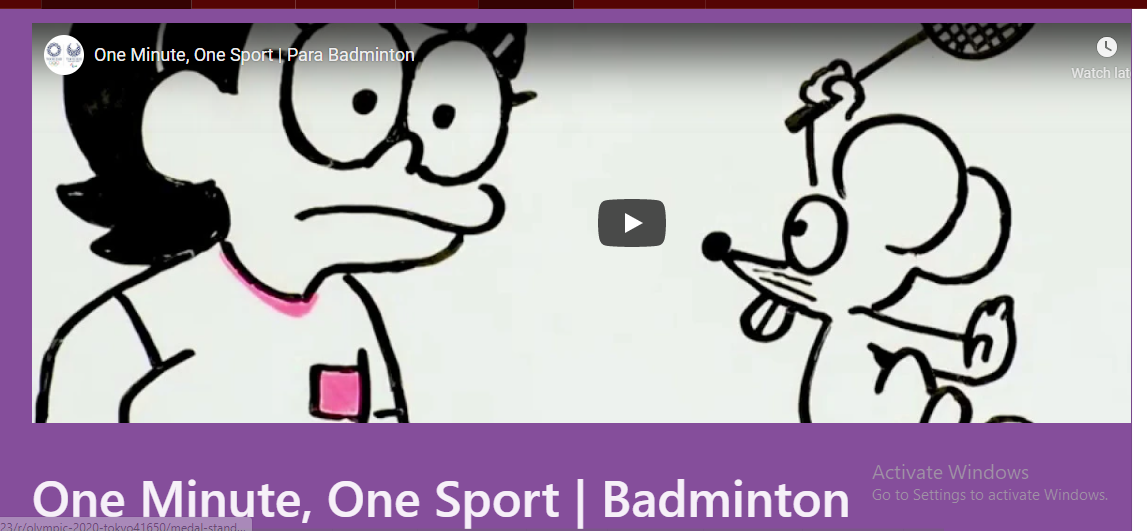 One Minute, One Sport | Para Badminton
Watch lat
One Minute, One Sport | Badminton
Activate Windows
Go to Settings to activate Windows.
23/r/olympic-2020-tokyo41650/medal-stand...